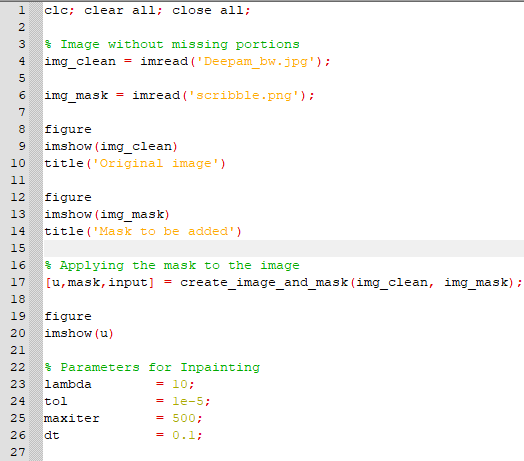 1 clc; clear all; close all;
2
3 % Image without missing portions
4 img_clean = imread('Deepam_bw.jpg');
5
6 img_mask = imread('scribble.png');
7
8 figure
9 imshow(img_clean)
10 title('Original image')
11
12 figure
13 imshow(img_mask)
14 title('Mask to be added')
15
16 % Applying the mask to the image
17 [u,mask,input] = create_image_and_mask(img_clean, img_mask);
18
19 figure
20 imshow(u)
21
22 % Parameters for Inpainting
23 lambda = 10;
24 tol = 1e-5;
25 maxiter = 500;
26 dt = 0.1;
27